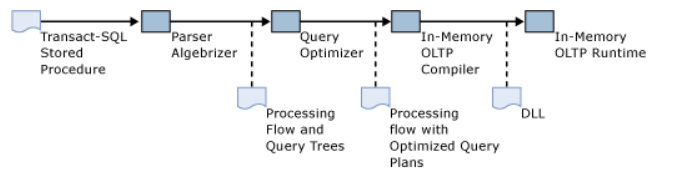 Transact-SQL
Stored
Procedure
Parser
Algebrizer
Query
Optimizer
In-Memory
OLTP
Compiler
In-Memory
OLTP Runtime
Processing
Flow and
Query Trees
Processing
flow with
Optimized Query
Plans
DLL